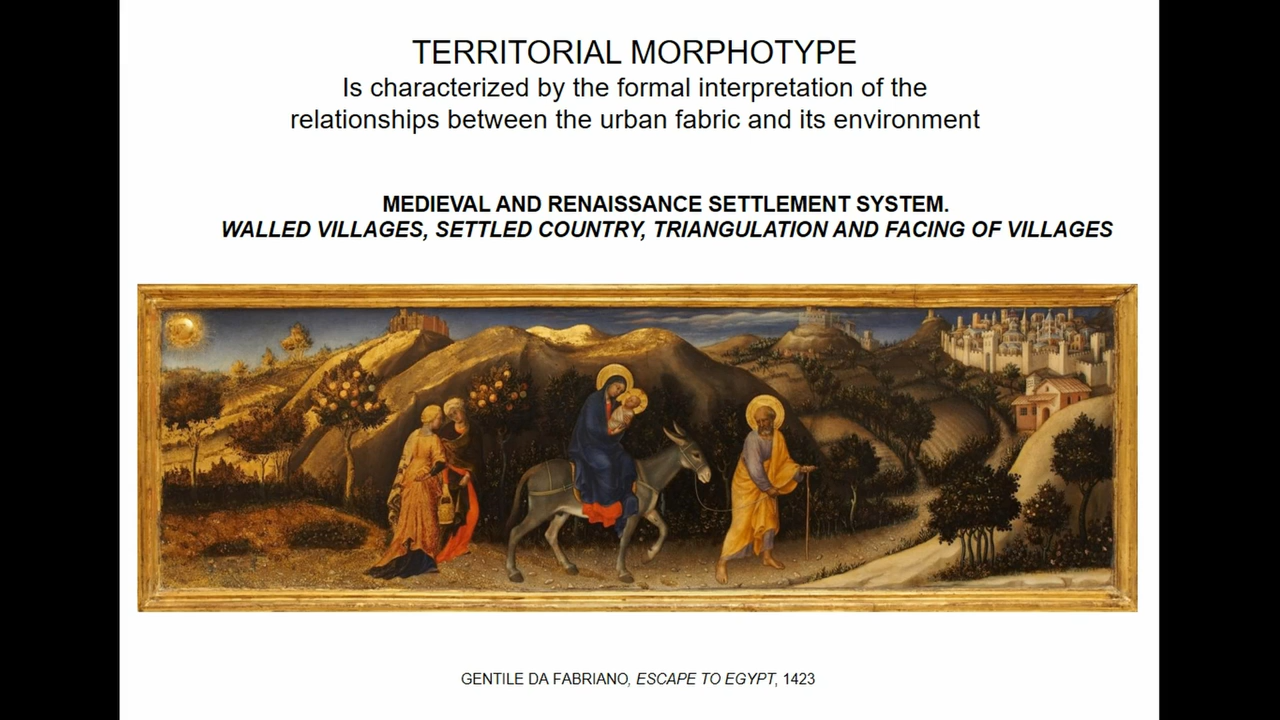 TERRITORIAL MORPHOTYPE
Is characterized by the formal interpretation of the
relationships between the urban fabric and its environment
MEDIEVAL AND RENAISSANCE SETTLEMENT SYSTEM.
WALLED VILLAGES, SETTLED COUNTRY, TRIANGULATION AND FACING OF VILLAGES
GENTILE DA FABRIANO, ESCAPE TO EGYPT, 1423